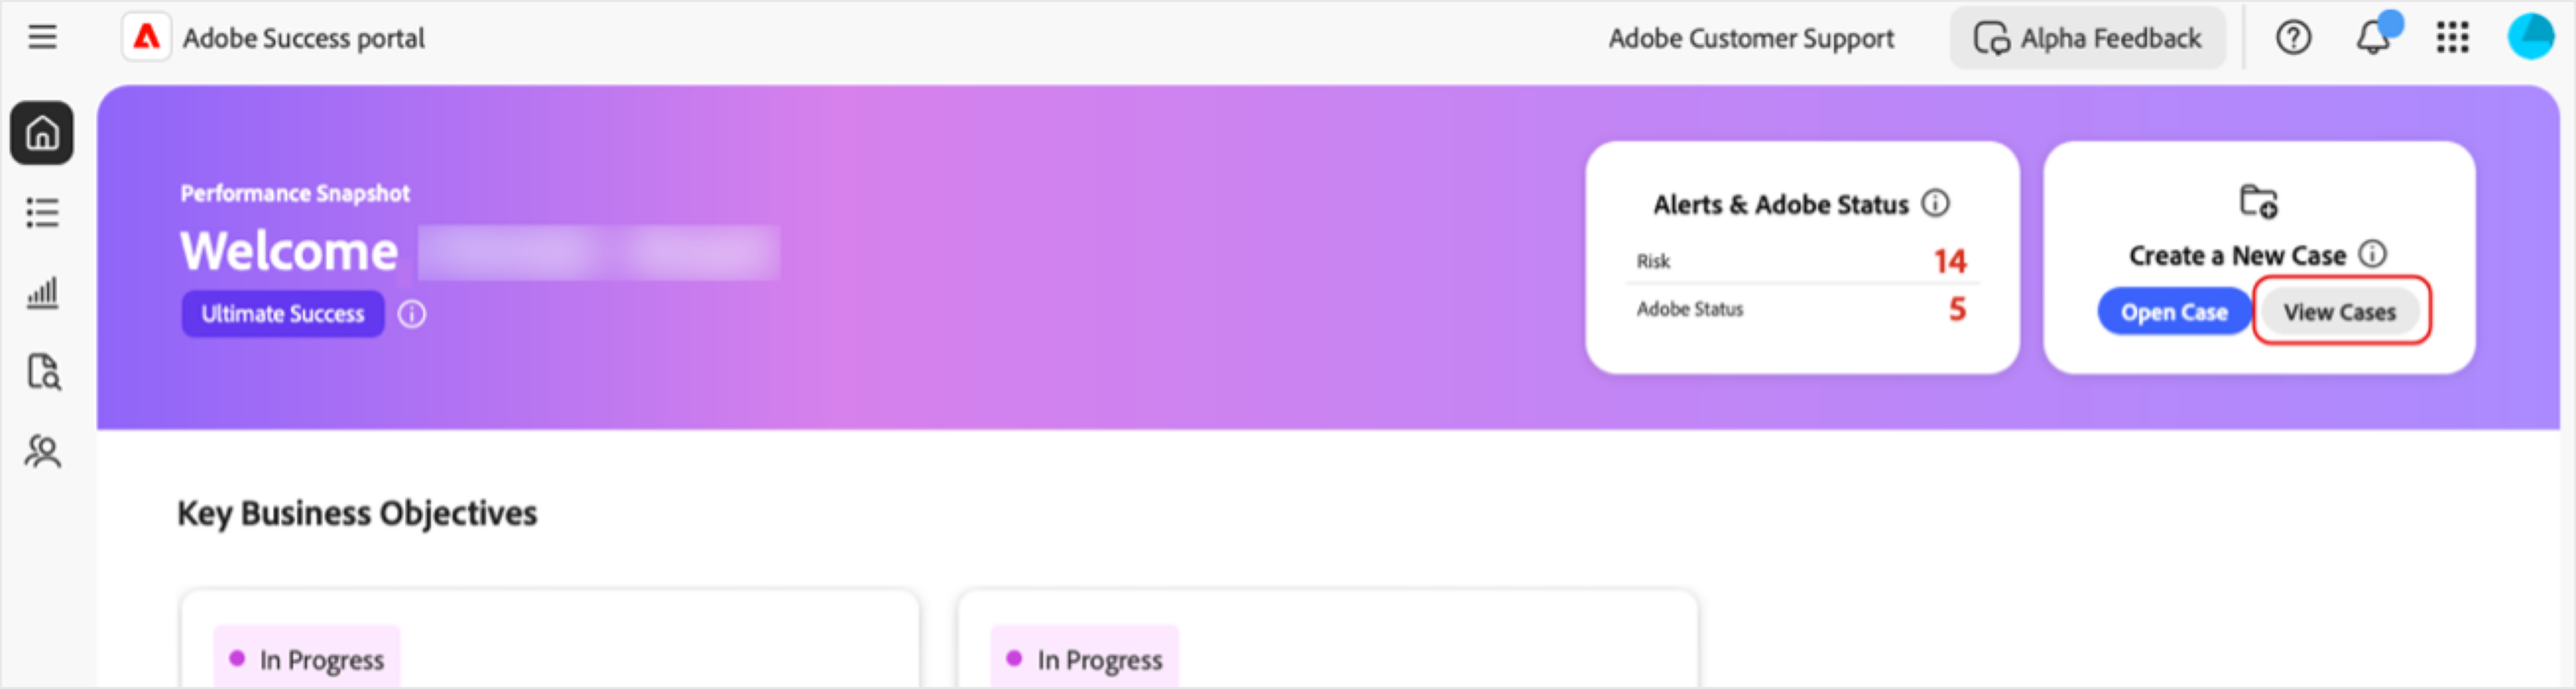 Adobe Success portal
Adobe Customer Support
Alpha Feedback
Performance Snapshot
Welcome
Ultimate Success
Alerts & Adobe Status
Risk 14
Adobe Status 5
Create a New Case
Open Case
View Cases
Key Business Objectives
In Progress
In Progress